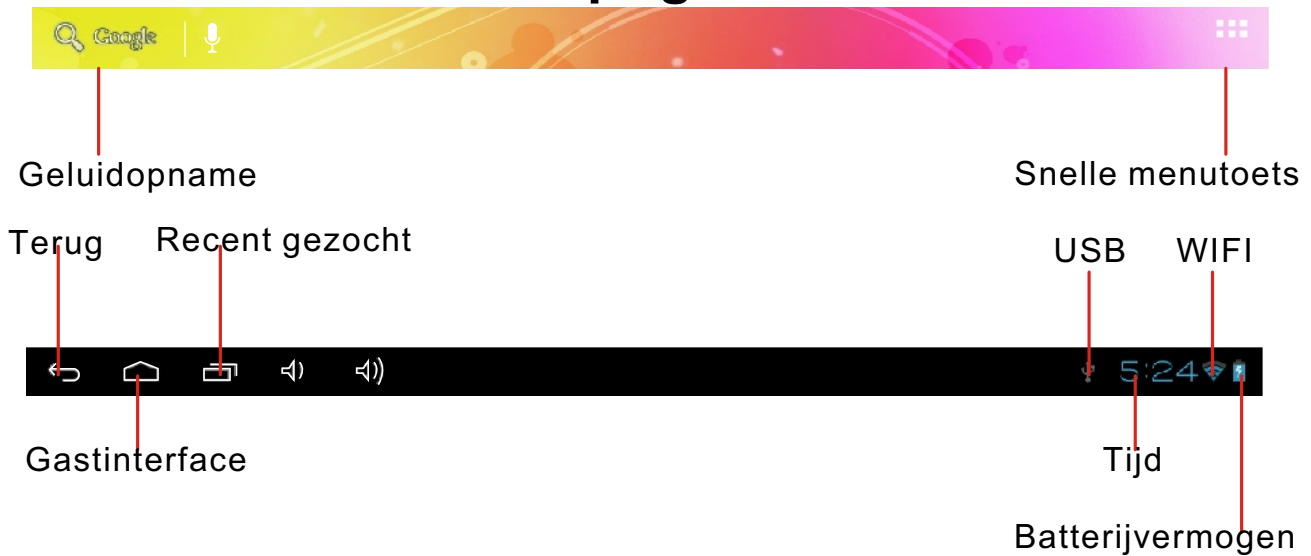 Google
Geluidopname
Snelle menutoets
Terug
Recent gezocht
USB
WIFI
5:24
Gastinterface
Tijd
Batterijvermogen